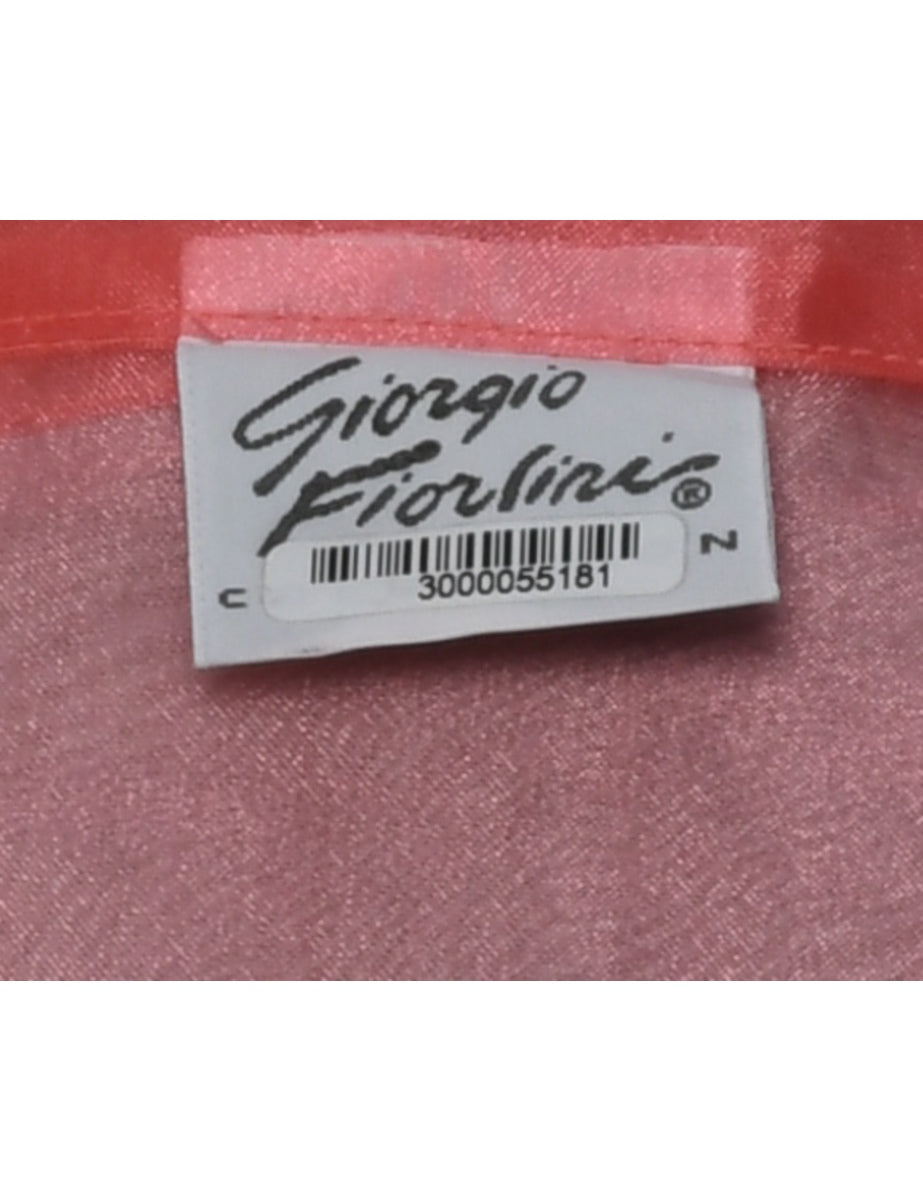 Giorgio
Fiorlini®
3000055181
C
Z